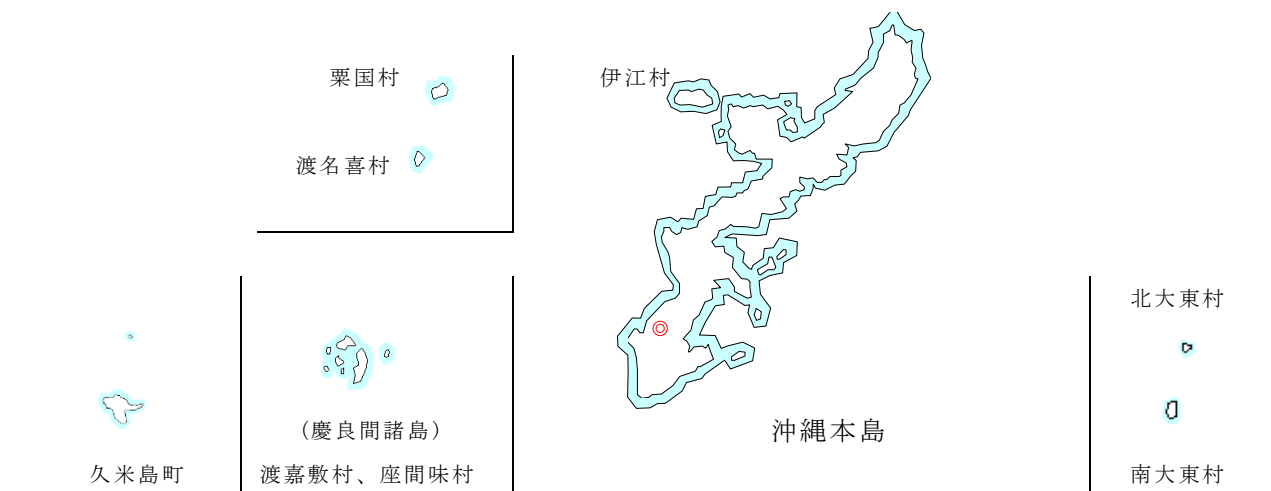 粟国村
伊江村
渡名喜村
北大東村
（慶良間諸島）
沖縄本島
久米島町
渡嘉敷村、座間味村
南大東村